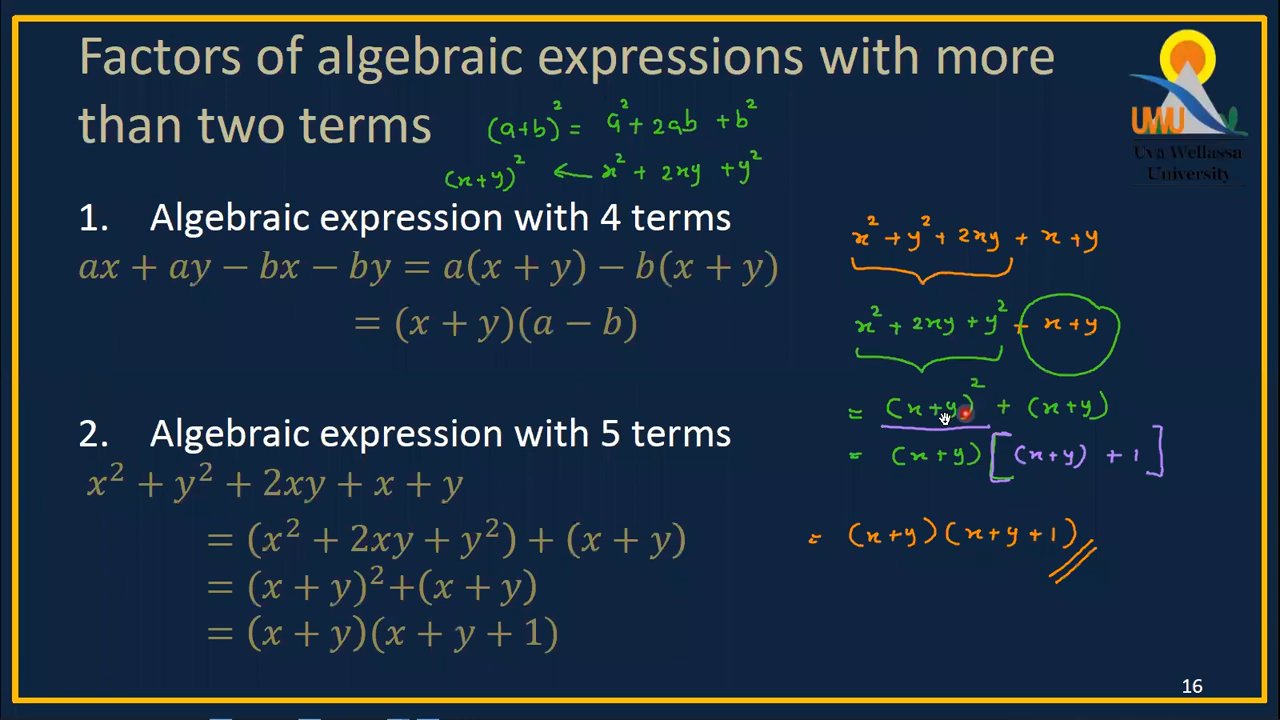 Factors of algebraic expressions with more
than two terms
(a+b)² = a² + 2ab + b²
(x+y)² ← x² + 2xy + y²
UWU
Uva Wellassa
University
1. Algebraic expression with 4 terms
ax + ay − bx − by = a(x + y) − b(x + y)
= (x + y)(a − b)
2. Algebraic expression with 5 terms
x² + y² + 2xy + x + y
= (x² + 2xy + y²) + (x + y)
= (x + y)²+(x + y)
= (x + y)(x + y + 1)
x² + y² + 2xy + x + y
x² + 2xy + y² + x + y
= (x+y)² + (x+y)
= (x+y) [(x+y) + 1]
= (x+y)(x+y+1)
16